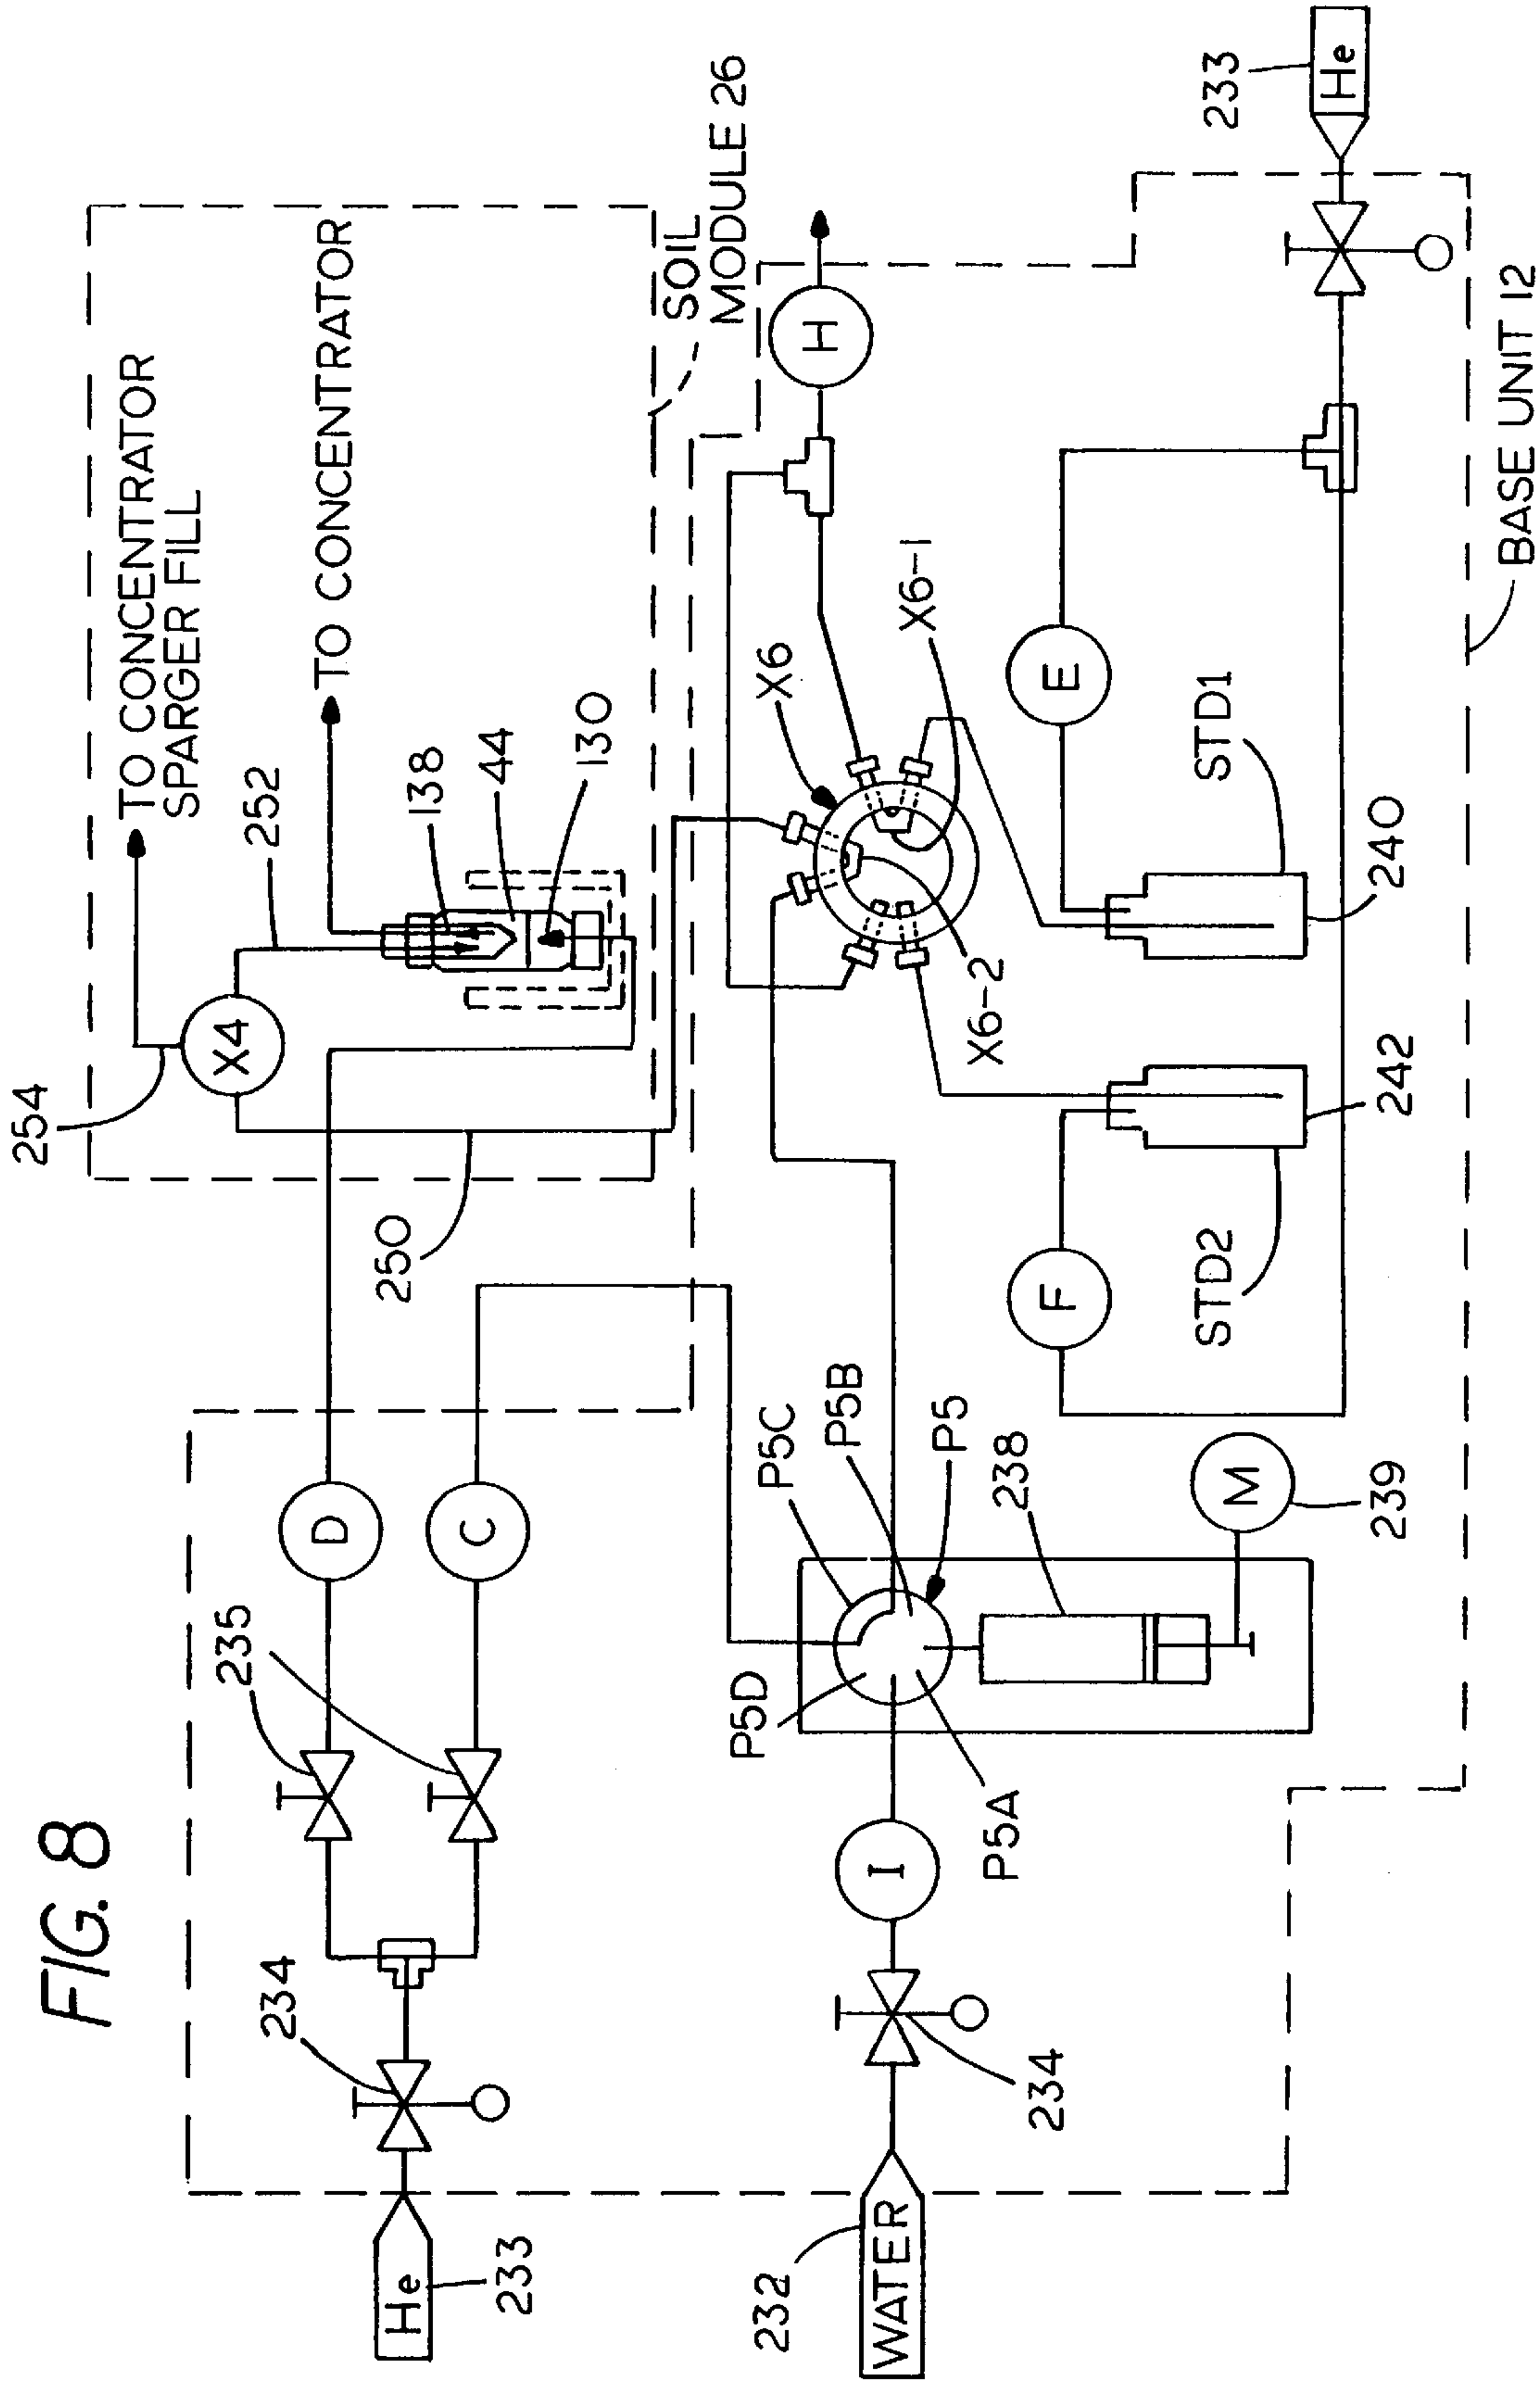 FIG. 8
He
233
234
235
D
C
254
X4
250
252
TO CONCENTRATOR
SPARGER FILL
TO CONCENTRATOR
138
44
130
SOIL
MODULE 26
232
WATER
234
I
P5D
P5A
P5C
P5B
P5
238
M
239
X6
X6-1
X6-2
H
F
E
STD2
242
STD1
240
233
He
BASE UNIT 12